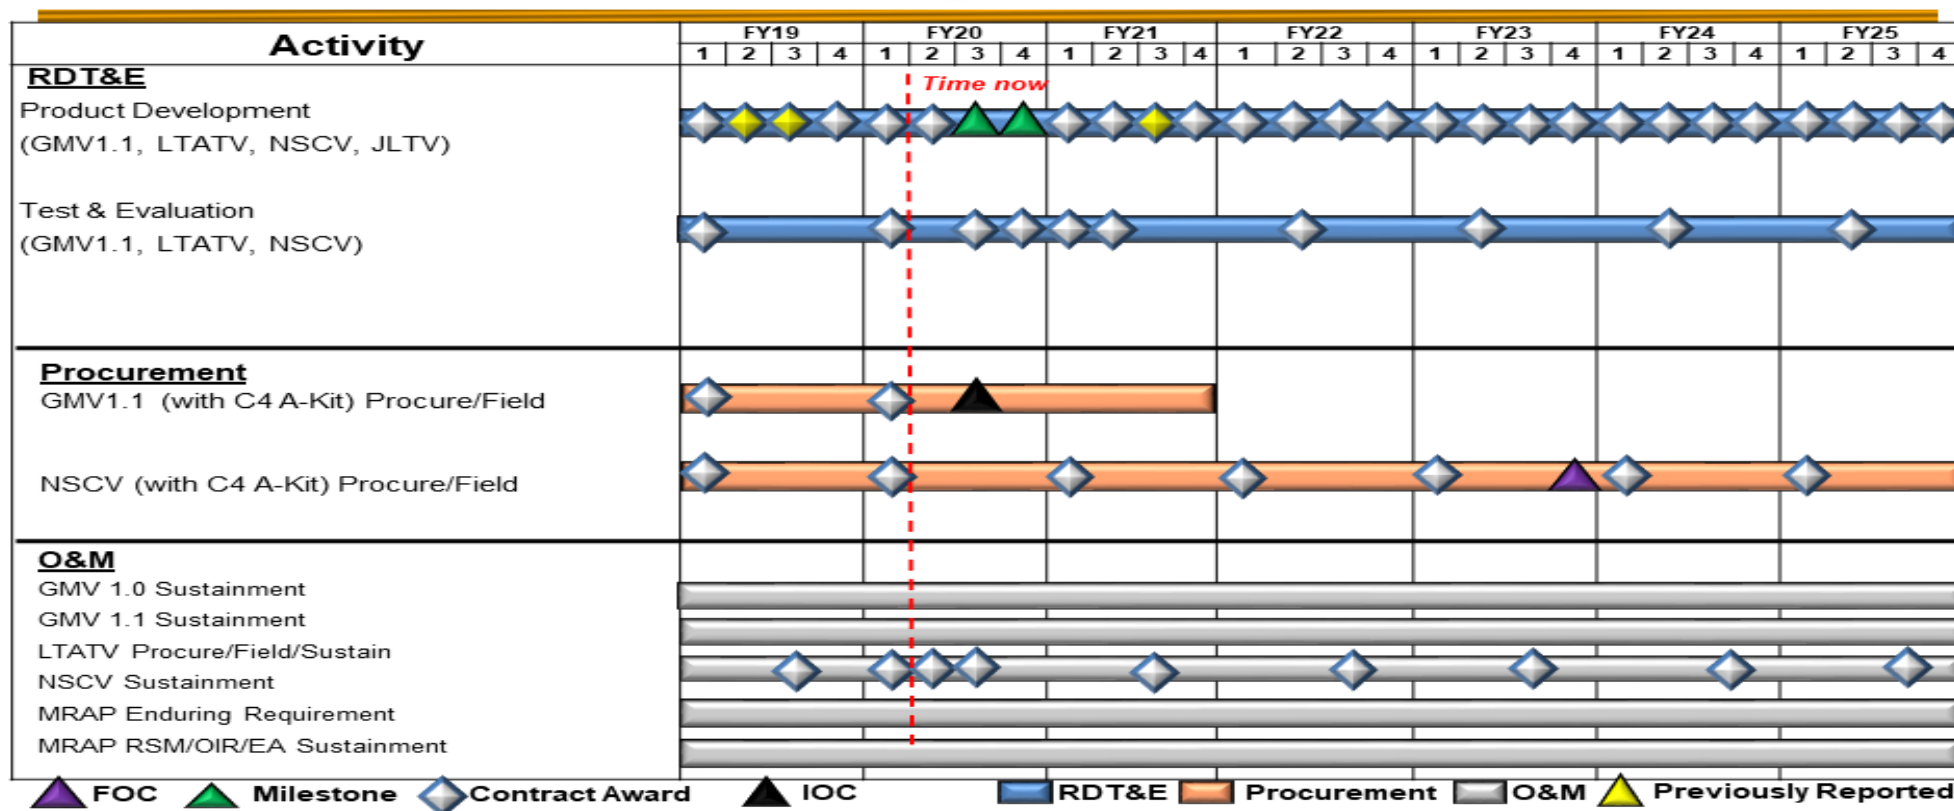 Activity
FY19 FY20 FY21 FY22 FY23 FY24 FY25
1 2 3 4 1 2 3 4 1 2 3 4 1 2 3 4 1 2 3 4 1 2 3 4 1 2 3 4
RDT&E
Time now
Product Development
(GMV1.1, LTATV, NSCV, JLTV)
Test & Evaluation
(GMV1.1, LTATV, NSCV)
Procurement
GMV1.1 (with C4 A-Kit) Procure/Field
NSCV (with C4 A-Kit) Procure/Field
O&M
GMV 1.0 Sustainment
GMV 1.1 Sustainment
LTATV Procure/Field/Sustain
NSCV Sustainment
MRAP Enduring Requirement
MRAP RSM/OIR/EA Sustainment
FOC Milestone Contract Award IOC RDT&E Procurement O&M Previously Reported